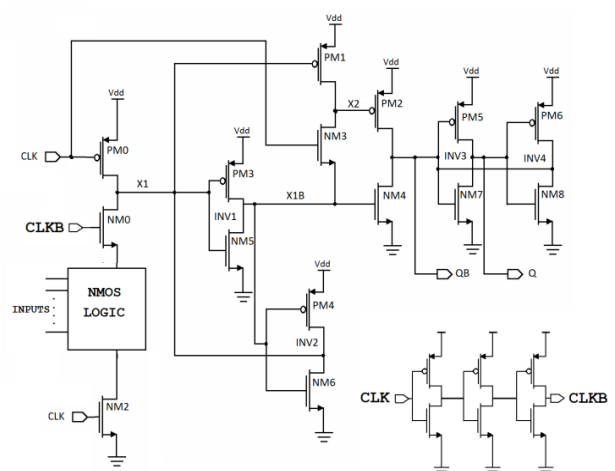 Vdd
PM1
Vdd
X2
PM2
Vdd
Vdd
PM5
PM6
INV3
INV4
NM7
NM8
NM3
NM4
QB
Q
Vdd
CLK
PM0
X1
CLKB
NM0
Vdd
PM3
INV1
X1B
NM5
NMOS
LOGIC
INPUTS
Vdd
PM4
INV2
NM6
CLK
NM2
CLK
CLKB